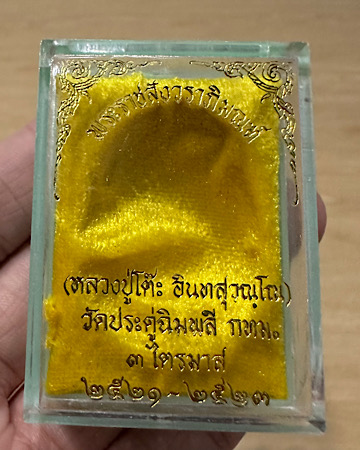 พระราชสังวราภิมณฑ์
(หลวงปู่โต๊ะ อินทสุวณฺโณ)
วัดประดู่ฉิมพลี กทม.
๓ ไตรมาส
๒๕๒๑-๒๕๒๓